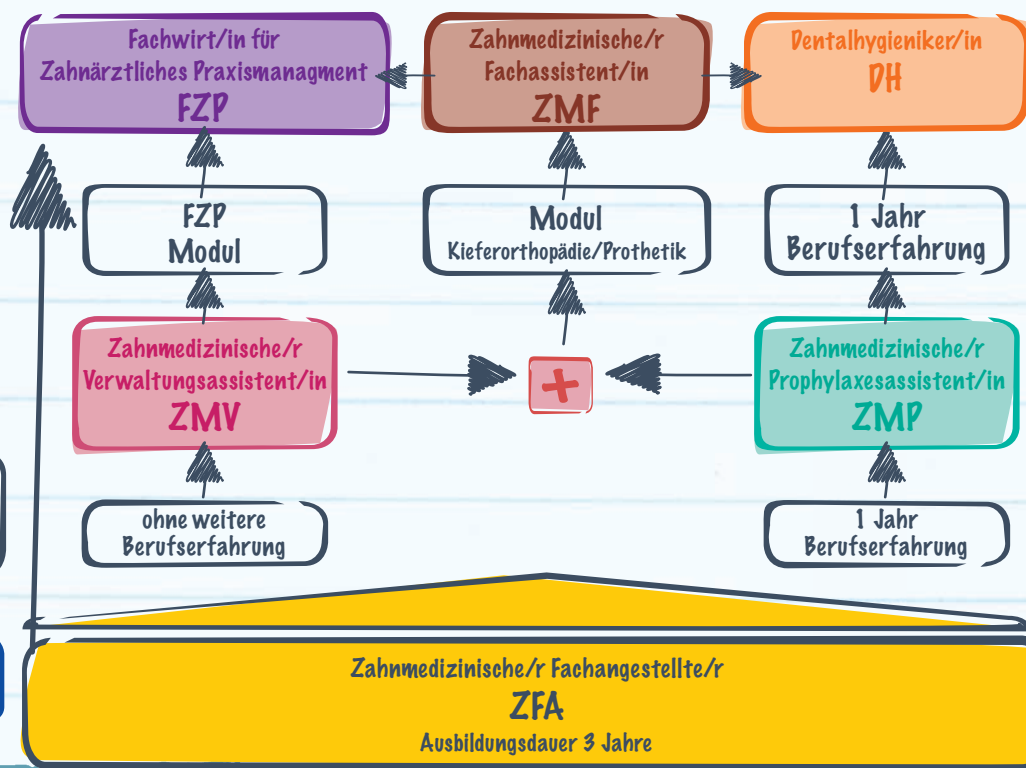 Fachwirt/in für
Zahnärztliches Praxismanagment
FZP
Zahnmedizinische/r
Fachassistent/in
ZMF
Dentalhygieniker/in
DH
FZP
Modul
Modul
Kieferorthopädie/Prothetik
1 Jahr
Berufserfahrung
Zahnmedizinische/r
Verwaltungsassistent/in
ZMV
+
Zahnmedizinische/r
Prophylaxesassistent/in
ZMP
ohne weitere
Berufserfahrung
1 Jahr
Berufserfahrung
Zahnmedizinische/r Fachangestellte/r
ZFA
Ausbildungsdauer 3 Jahre